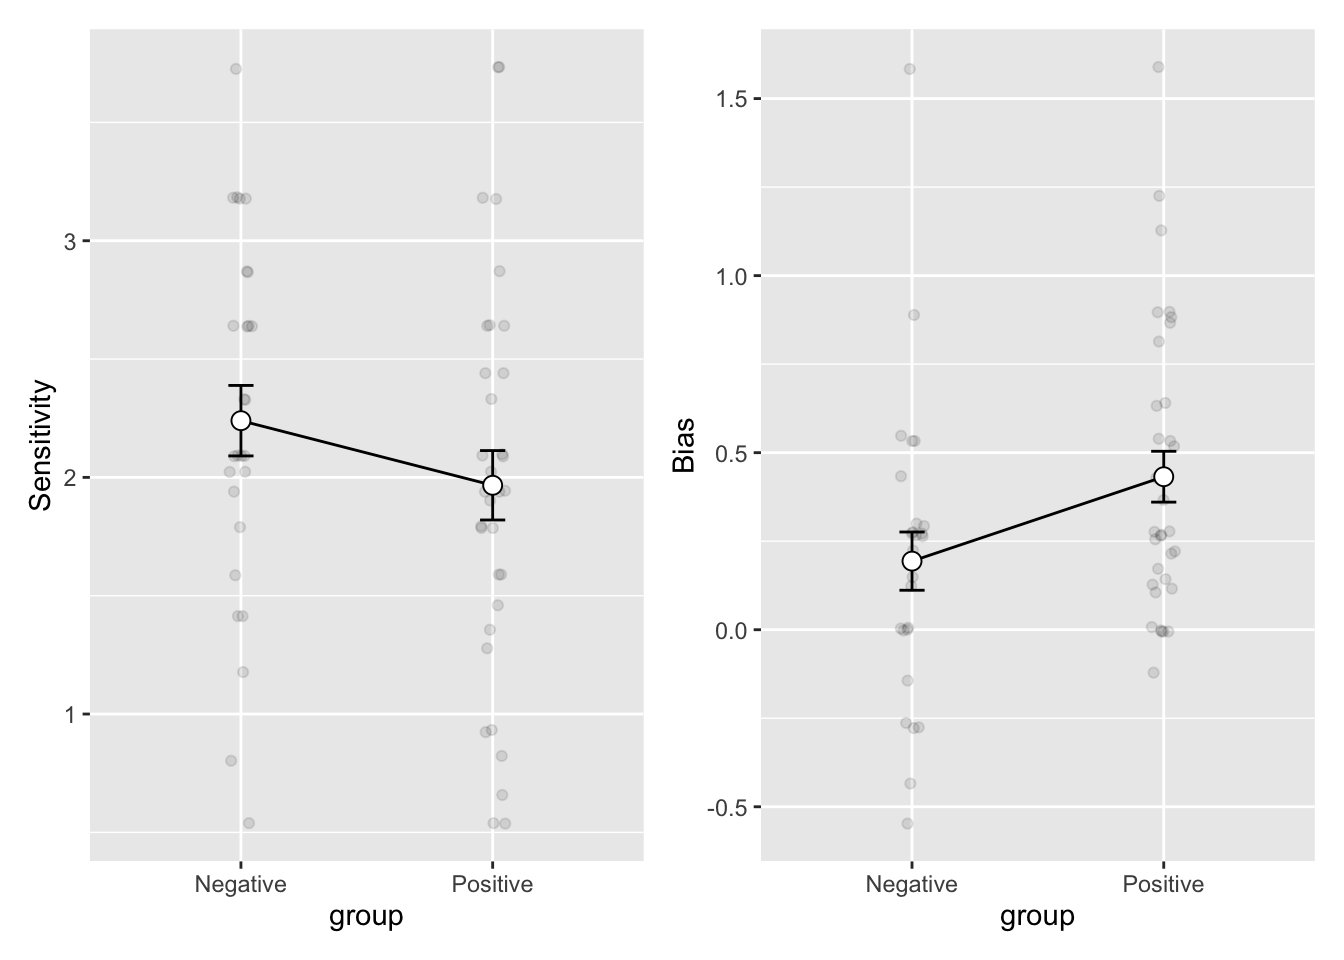 Sensitivity
3
2
1
Negative
Positive
group
Bias
1.5
1.0
0.5
0.0
-0.5
Negative
Positive
group